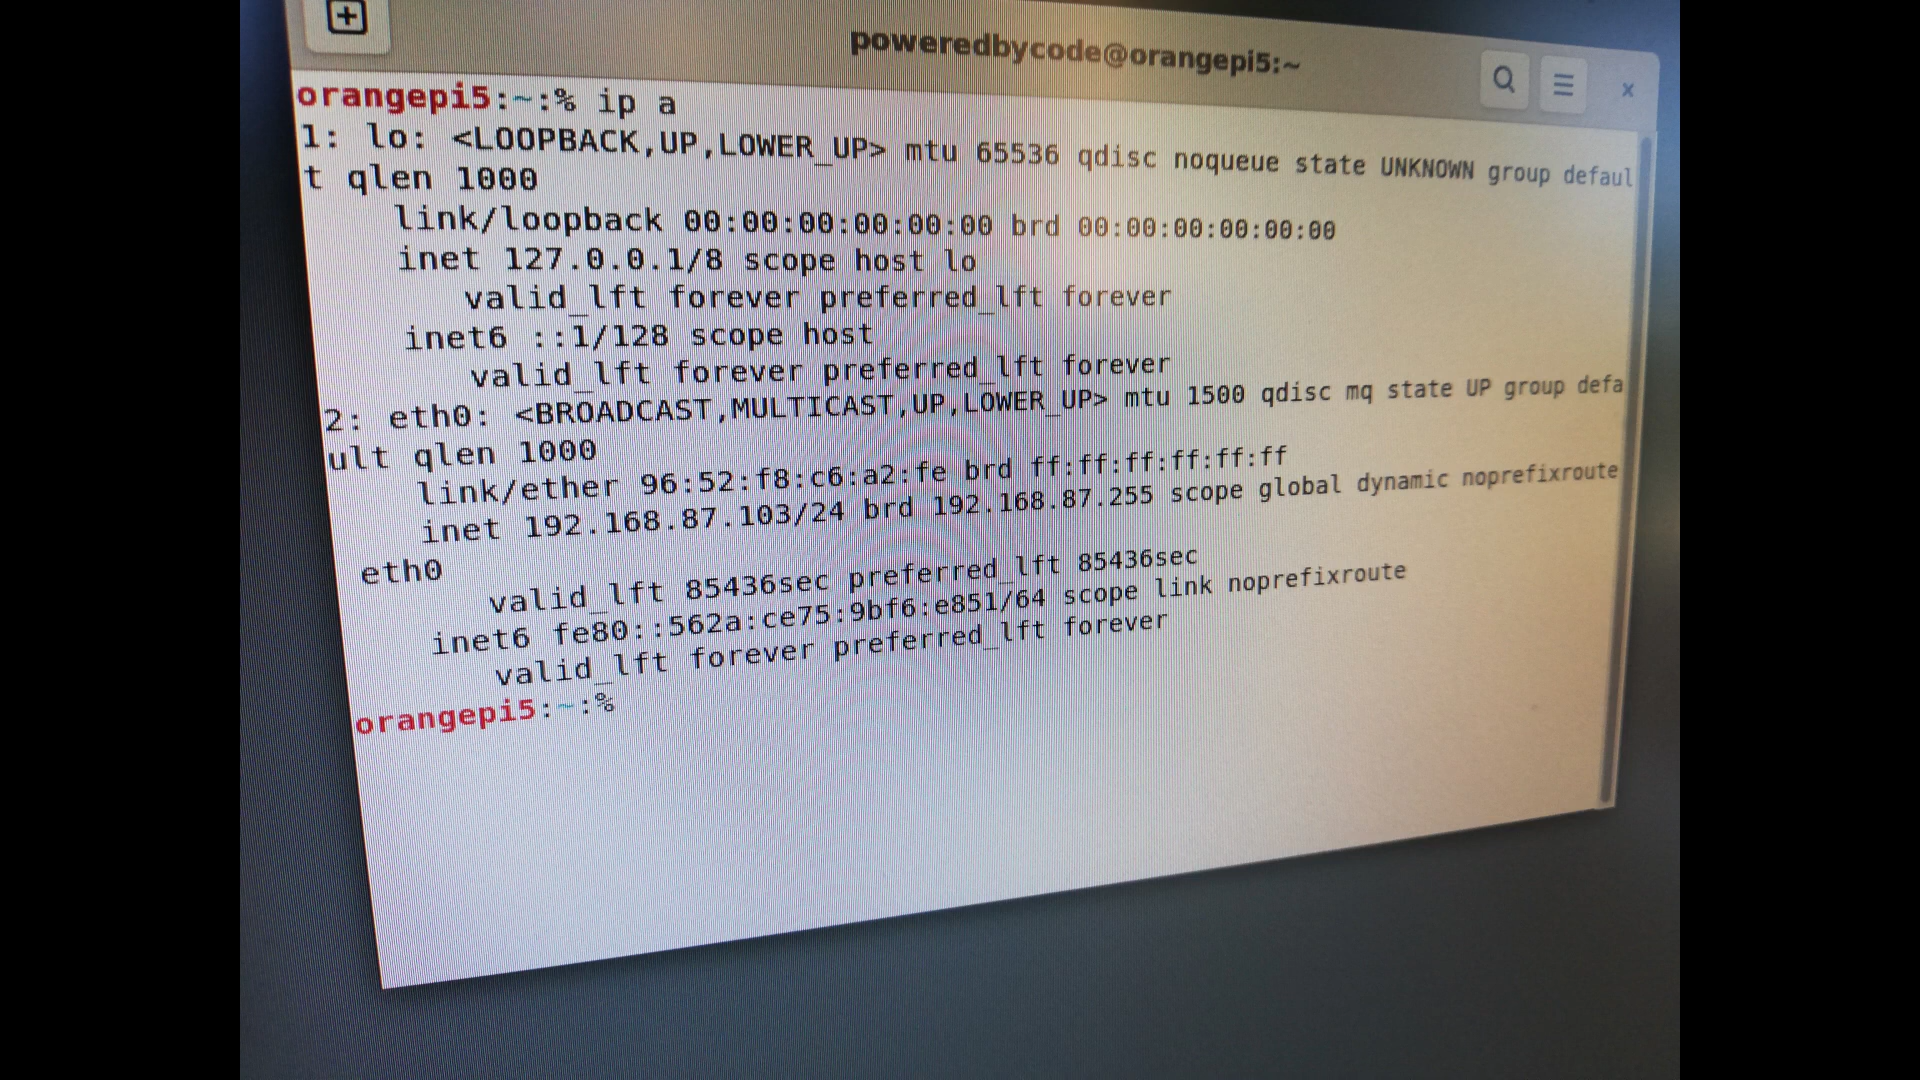 poweredbycode@orangepi5:~
orangepi5:~:% ip a
1: lo: <LOOPBACK,UP,LOWER_UP> mtu 65536 qdisc noqueue state UNKNOWN group defaul
t qlen 1000
    link/loopback 00:00:00:00:00:00 brd 00:00:00:00:00:00
    inet 127.0.0.1/8 scope host lo
       valid_lft forever preferred_lft forever
    inet6 ::1/128 scope host
       valid_lft forever preferred_lft forever
2: eth0: <BROADCAST,MULTICAST,UP,LOWER_UP> mtu 1500 qdisc mq state UP group defa
ult qlen 1000
    link/ether 96:52:f8:c6:a2:fe brd ff:ff:ff:ff:ff:ff
    inet 192.168.87.103/24 brd 192.168.87.255 scope global dynamic noprefixroute
 eth0
       valid_lft 85436sec preferred_lft 85436sec
    inet6 fe80::562a:ce75:9bf6:e851/64 scope link noprefixroute
       valid_lft forever preferred_lft forever
orangepi5:~:%